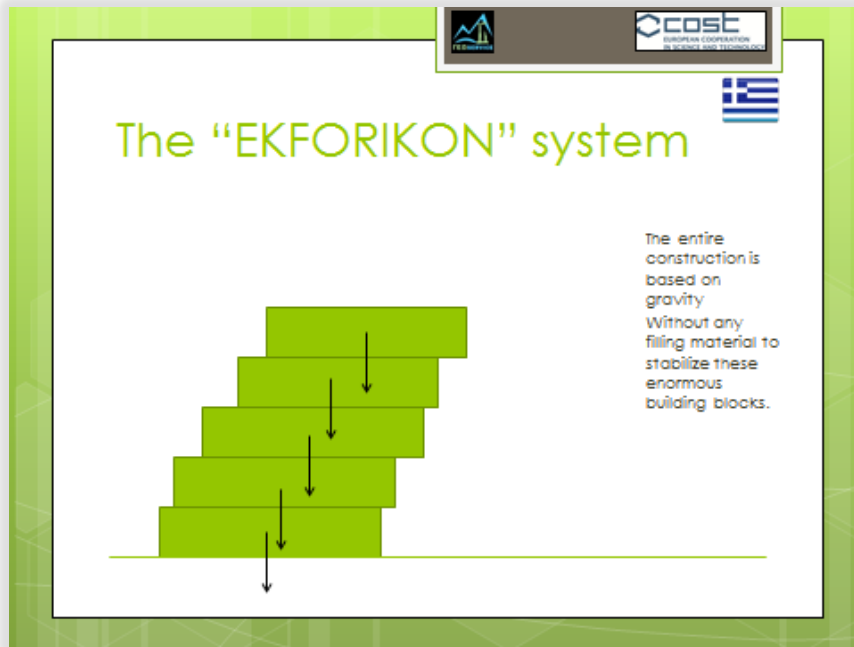 COST
EUROPEAN COOPERATION
IN SCIENCE AND TECHNOLOGY
The “EKFORIKON” system
The entire
construction is
based on
gravity
Without any
filling material to
stabilize these
enormous
building blocks.